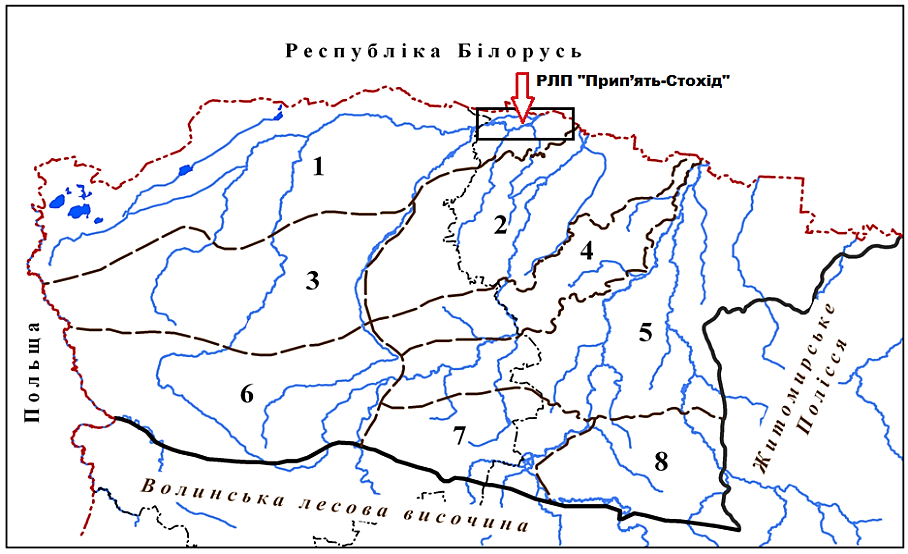 Республіка Білорусь
РЛП "Прип’ять-Стохід"
1
2
3
4
5
6
7
8
Польща
Житомирське
Полісся
Волинська лесова височина